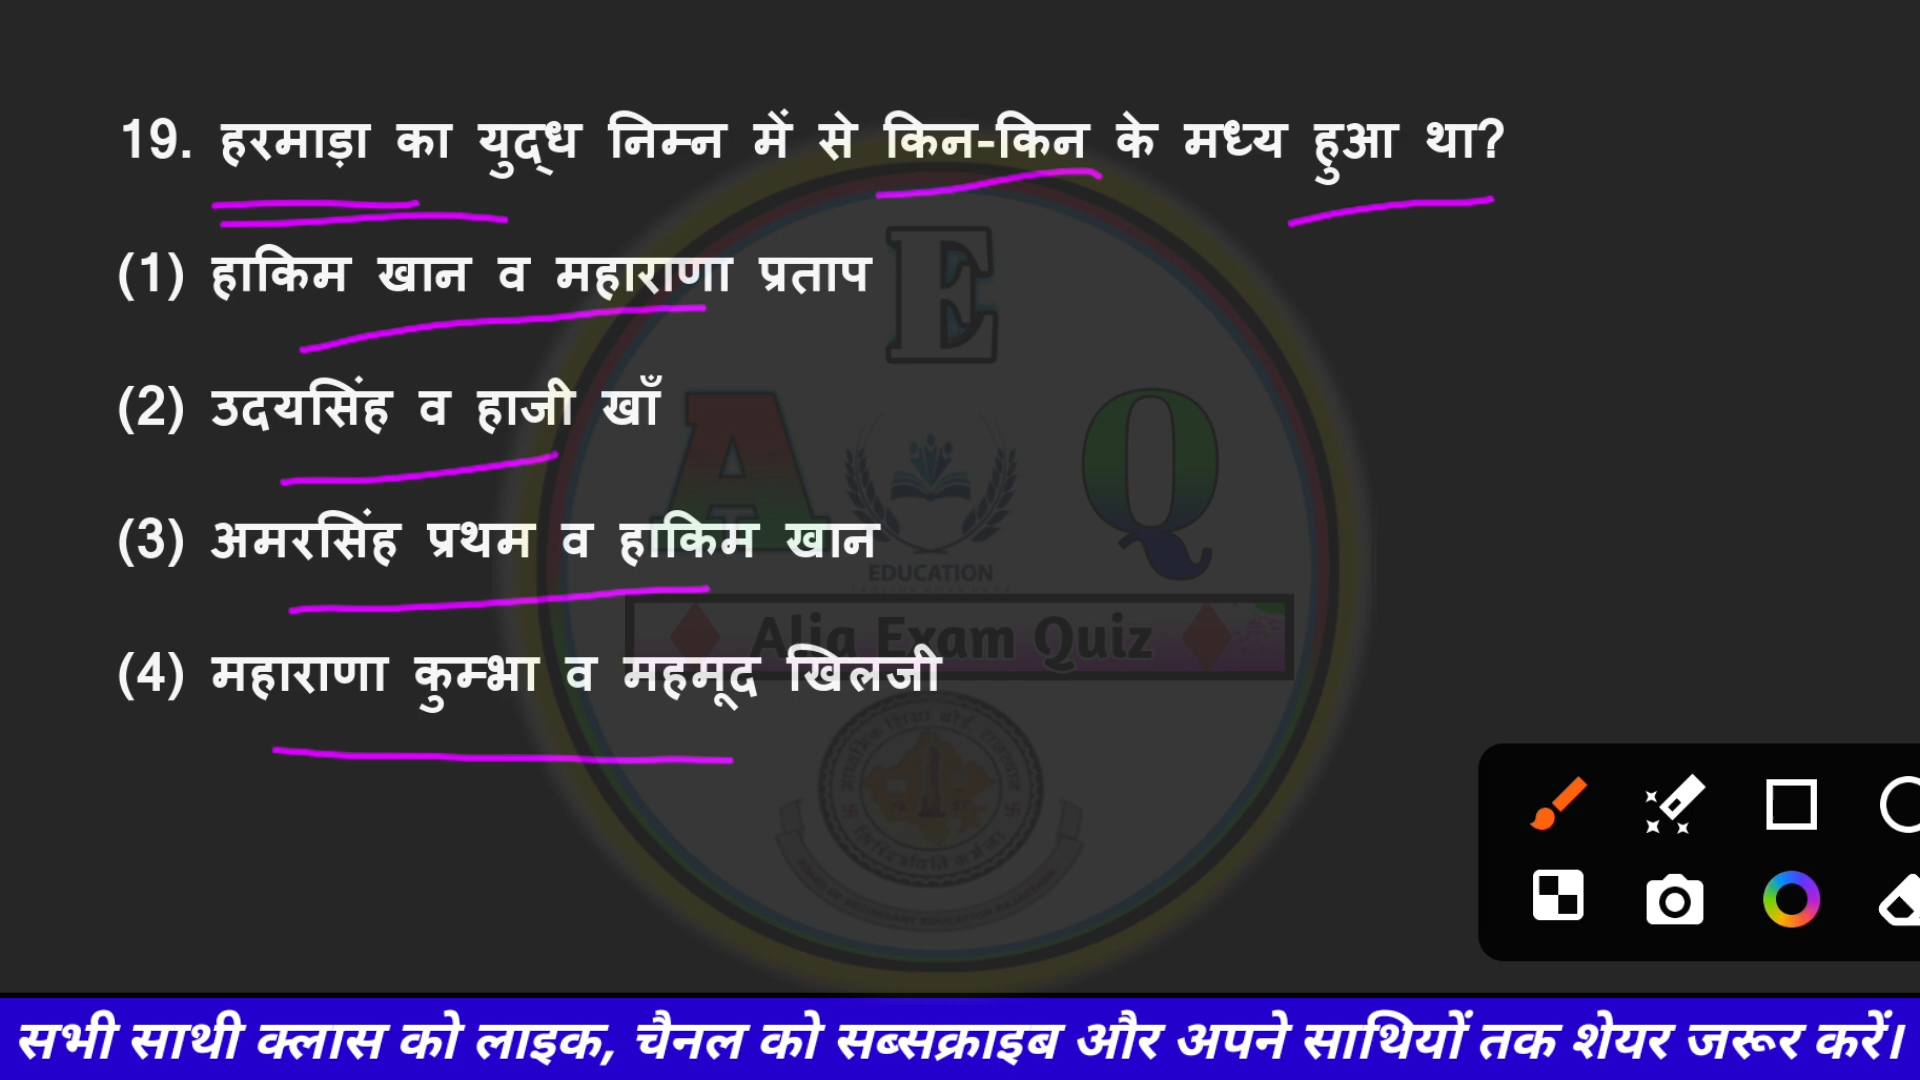 19. हरमाड़ा का युद्ध निम्न में से किन-किन के मध्य हुआ था?
(1) हाकिम खान व महाराणा प्रताप
(2) उदयसिंह व हाजी खाँ
(3) अमरसिंह प्रथम व हाकिम खान
(4) महाराणा कुम्भा व महमूद खिलजी
E
A Q
EDUCATION
Alia Exam Quiz
सभी साथी क्लास को लाइक, चैनल को सब्सक्राइब और अपने साथियों तक शेयर जरूर करें।